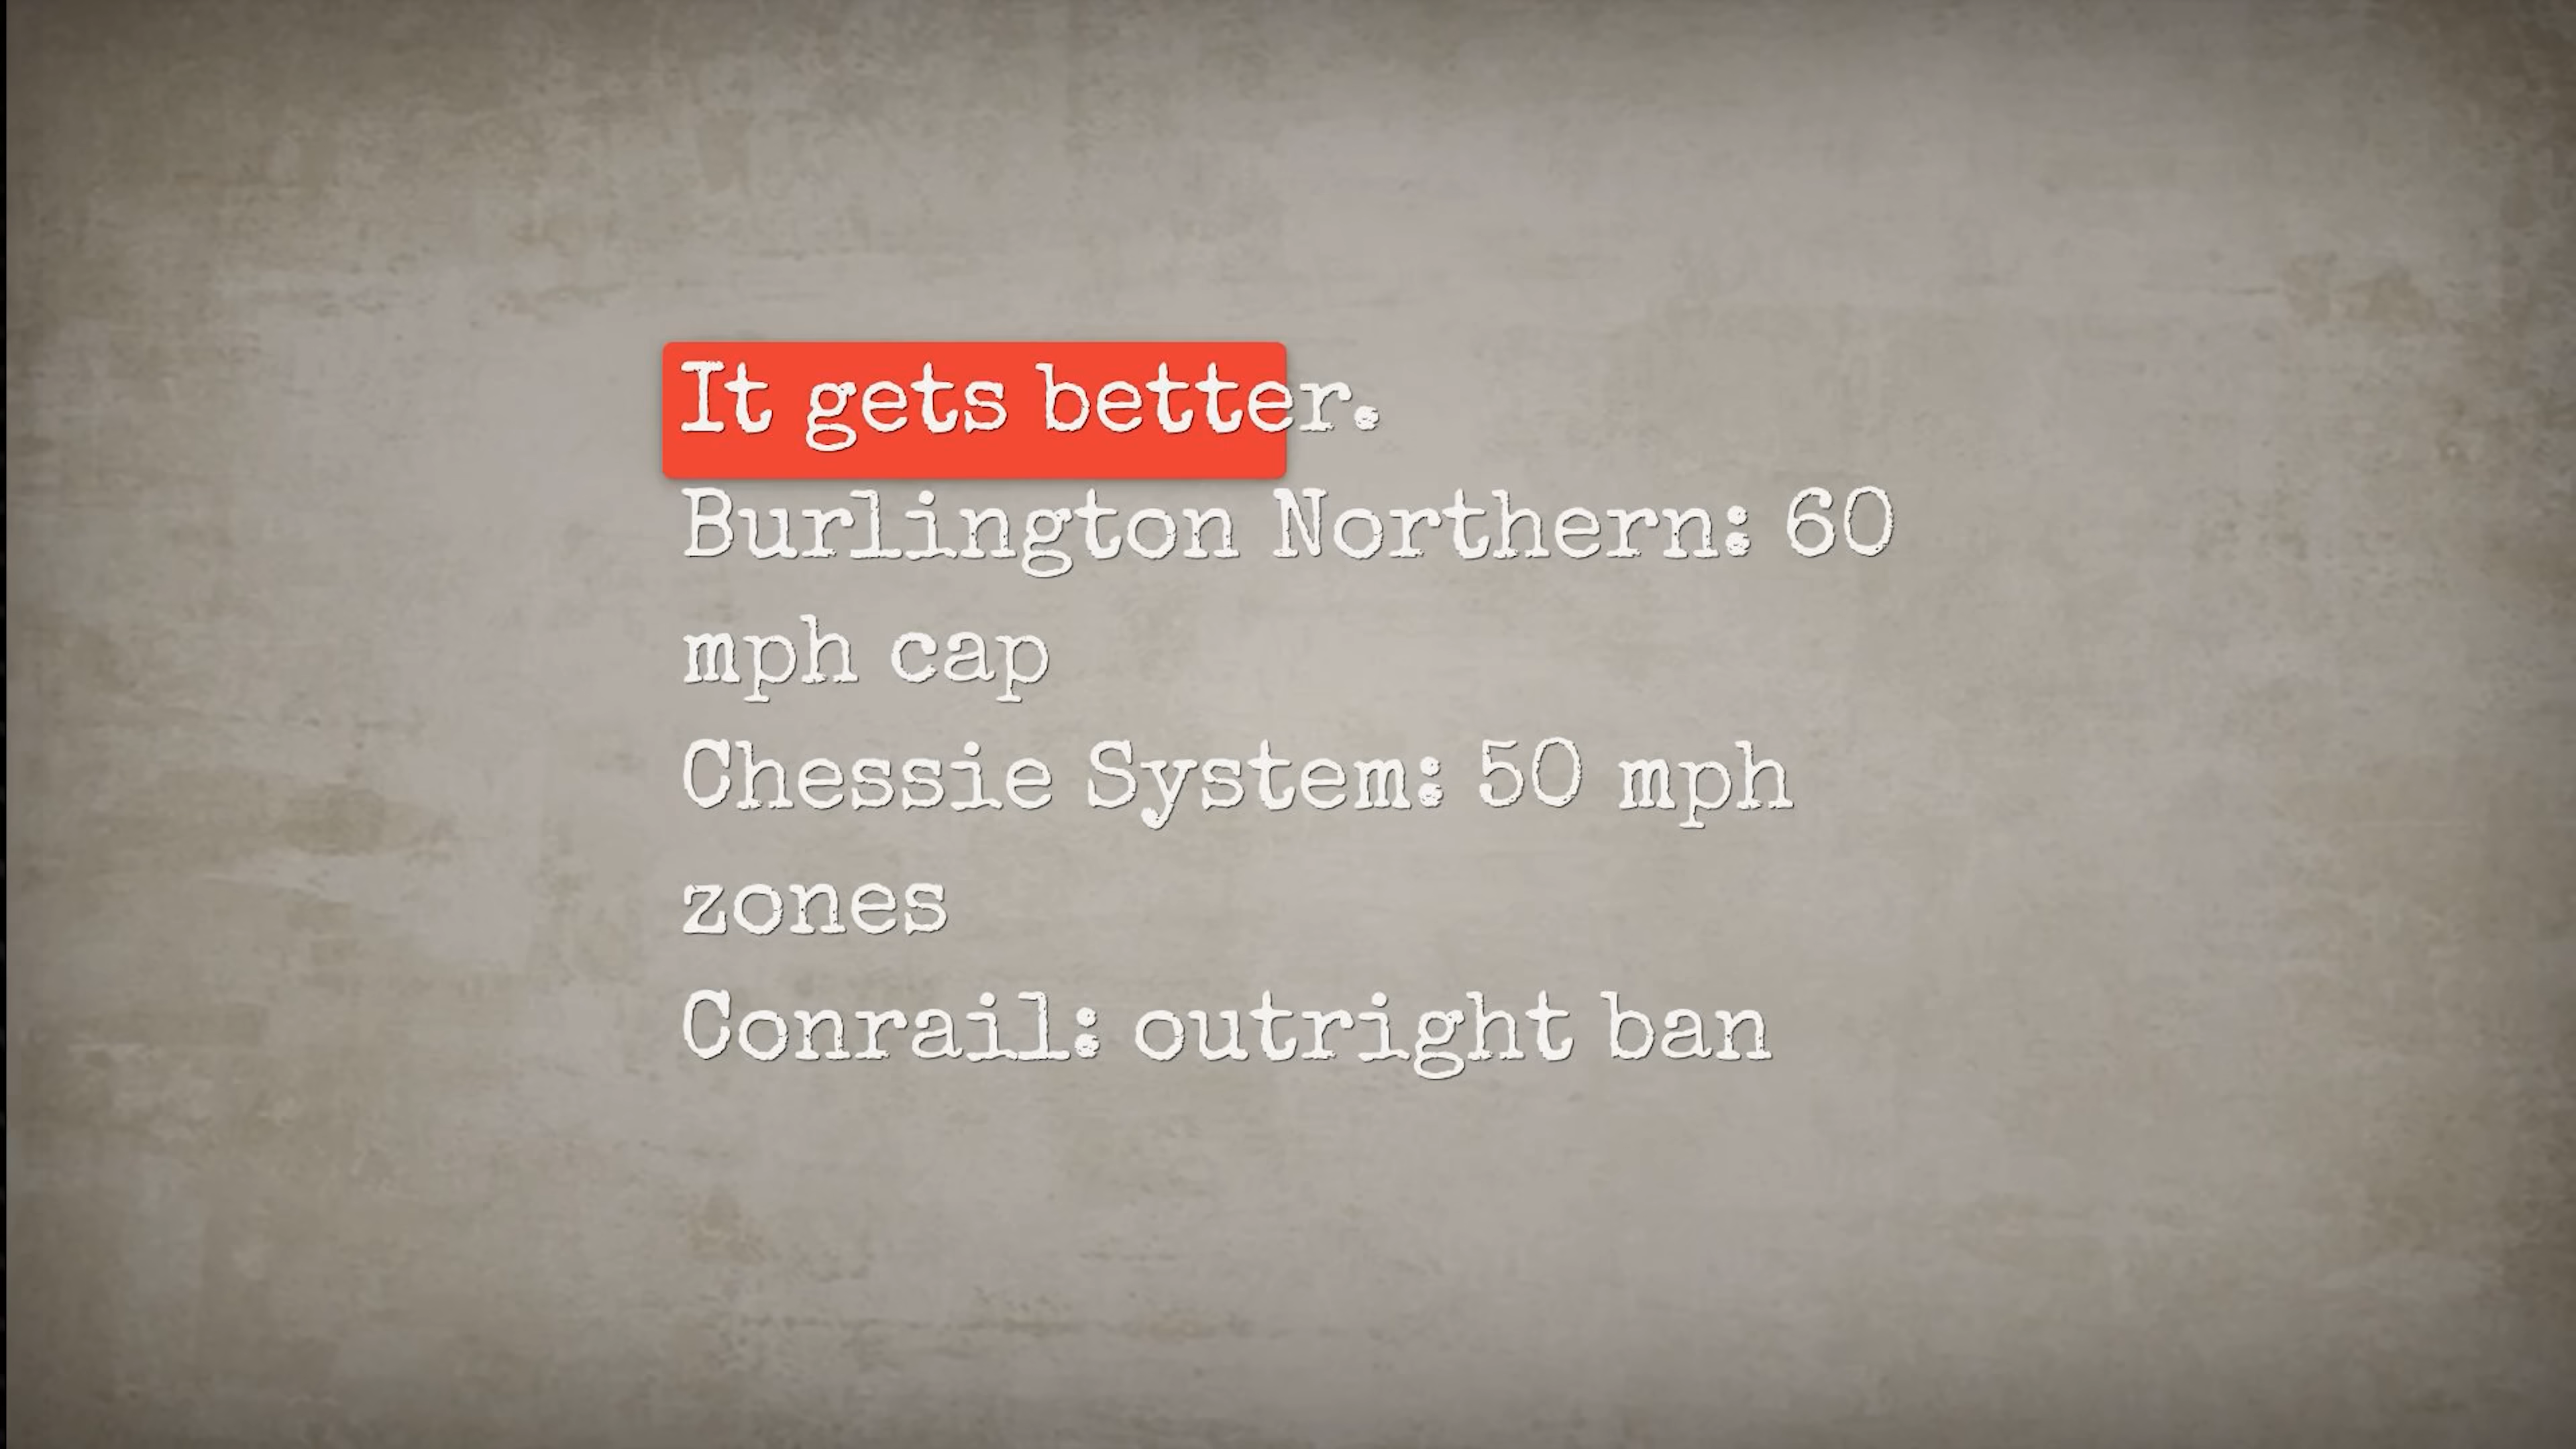 It gets better.
Burlington Northern: 60
mph cap
Chessie System: 50 mph
zones
Conrail: outright ban